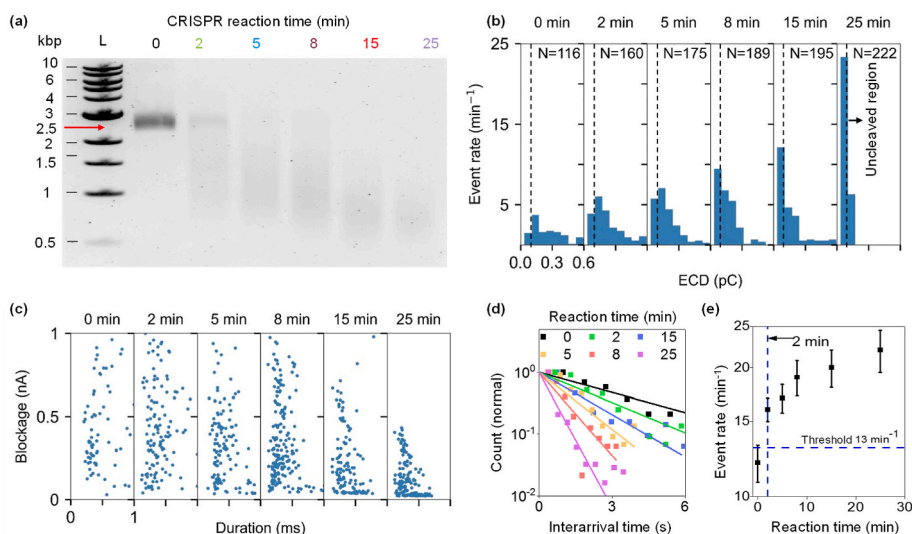 (a)
CRISPR reaction time (min)
kbp L 0 2 5 8 15 25
10
6
4
3
2.5
2
1.5
1
0.5
(b)
0 min 2 min 5 min 8 min 15 min 25 min
N=116 N=160 N=175 N=189 N=195 N=222
Uncleaved region
Event rate (min⁻¹)
25
15
5
0.0 0.3 0.6
ECD (pC)
(c)
0 min 2 min 5 min 8 min 15 min 25 min
Blockage (nA)
1
0.5
0
0 1
Duration (ms)
(d)
Reaction time (min)
0 2 15
5 8 25
Count (normal)
10⁰
10⁻¹
10⁻²
0 3 6
Interarrival time (s)
(e)
2 min
Threshold 13 min⁻¹
Event rate (min⁻¹)
25
20
15
10
0 10 20 30
Reaction time (min)